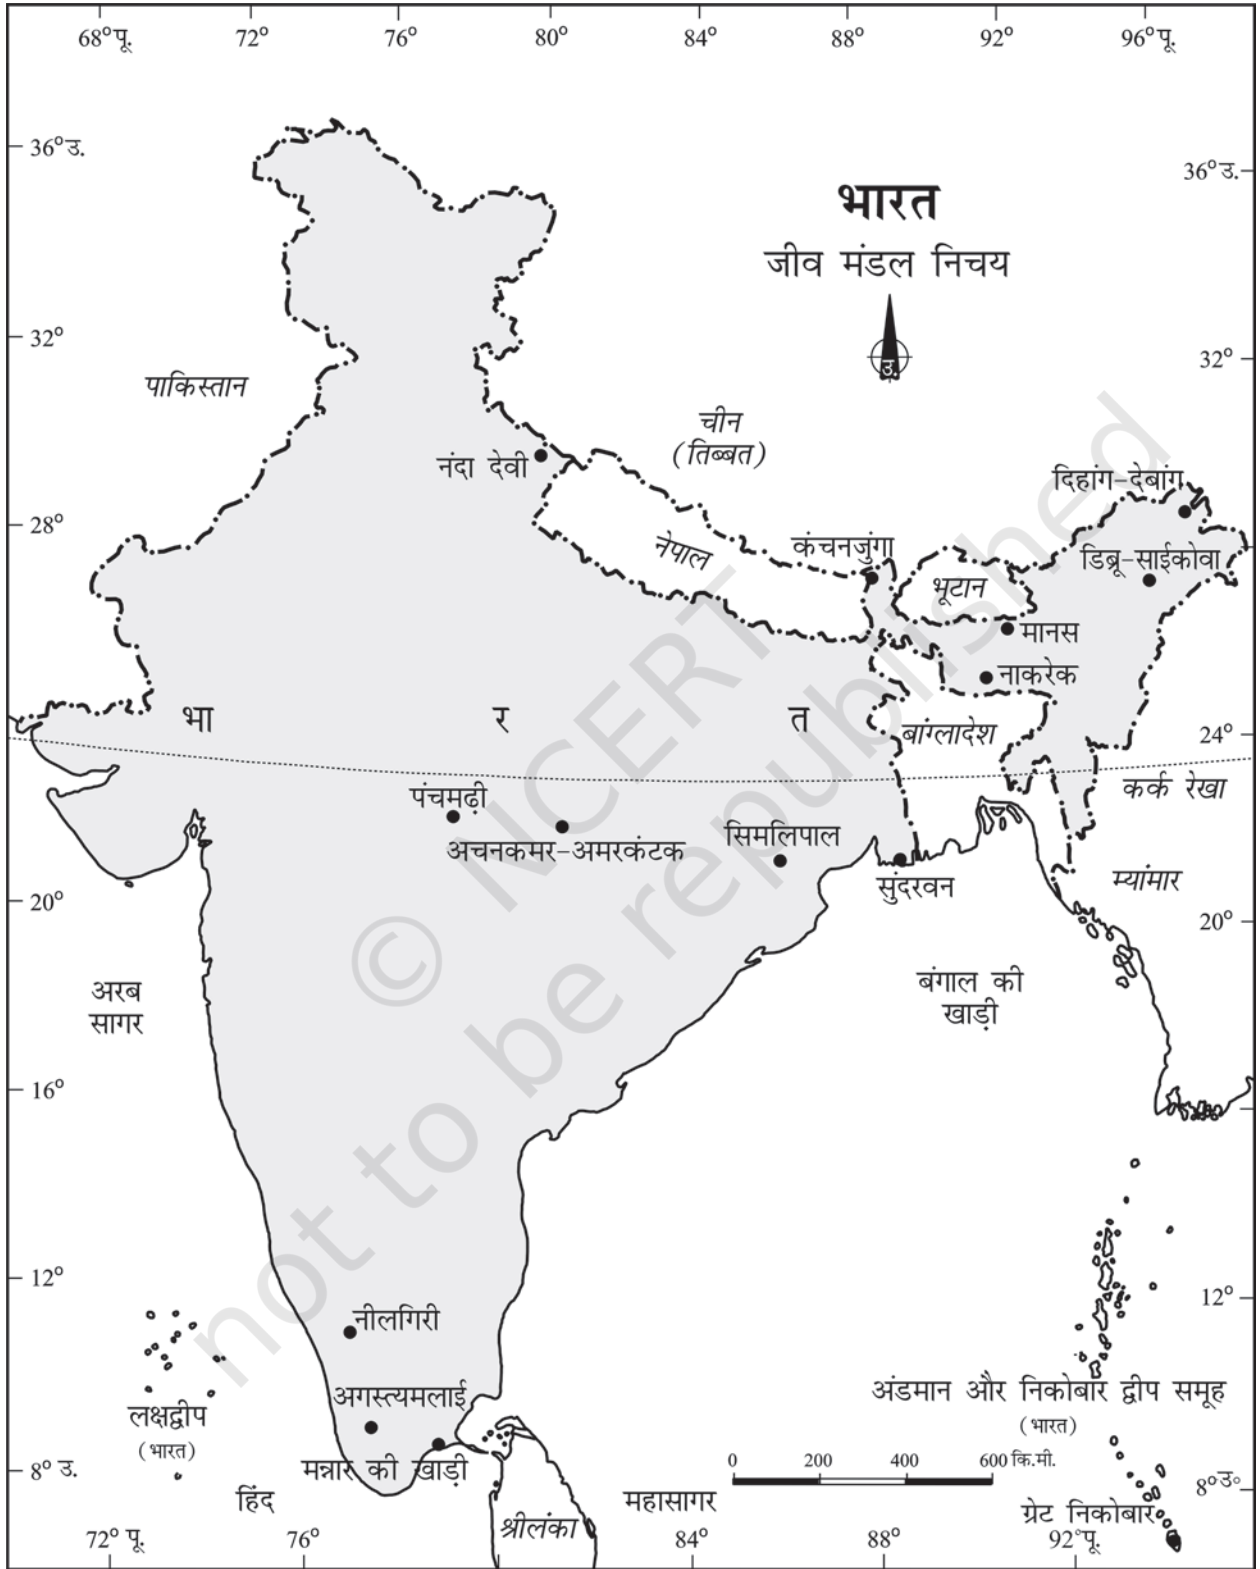 68°पू. 72° 76° 80° 84° 88° 92° 96°पू.
36°उ.
36°उ.
भारत
जीव मंडल निचय
उ.
32°
32°
पाकिस्तान
चीन
(तिब्बत)
नंदा देवी
दिहांग-देबांग
28°
28°
नेपाल
कंचनजुंगा
भूटान
डिब्रू-साईकोवा
मानस
नाकरेक
भा र त
बांग्लादेश
24°
कर्क रेखा
पंचमढ़ी
अचनकमर-अमरकंटक
सिमलिपाल
सुंदरवन
म्यांमार
20°
20°
अरब
सागर
बंगाल की
खाड़ी
16°
12°
12°
नीलगिरी
अगस्त्यमलाई
लक्षद्वीप
(भारत)
मन्नार की खाड़ी
अंडमान और निकोबार द्वीप समूह
(भारत)
0 200 400 600 कि.मी.
8° उ.
8°उ॰
हिंद
महासागर
श्रीलंका
ग्रेट निकोबार
72° पू. 76° 84° 88° 92°पू.
© NCERT
not to be republished